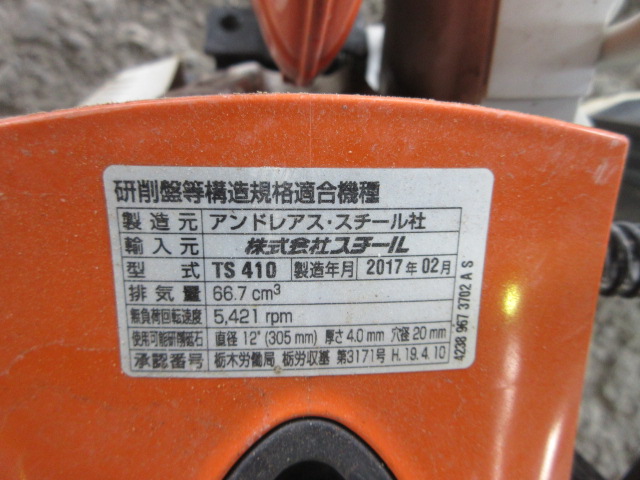 研削盤等構造規格適合機種
製造元 アンドレアス・スチール社
輸入元 株式会社スチール
型式 TS 410 製造年月 2017年02月
排気量 66.7 cm³
無負荷回転速度 5,421 rpm
使用可能研削砥石 直径 12" (305 mm) 厚さ 4.0 mm 穴径 20 mm
承認番号 栃木労働局 栃労収基 第3171号 H.19.4.10
4238 967 3702 A S